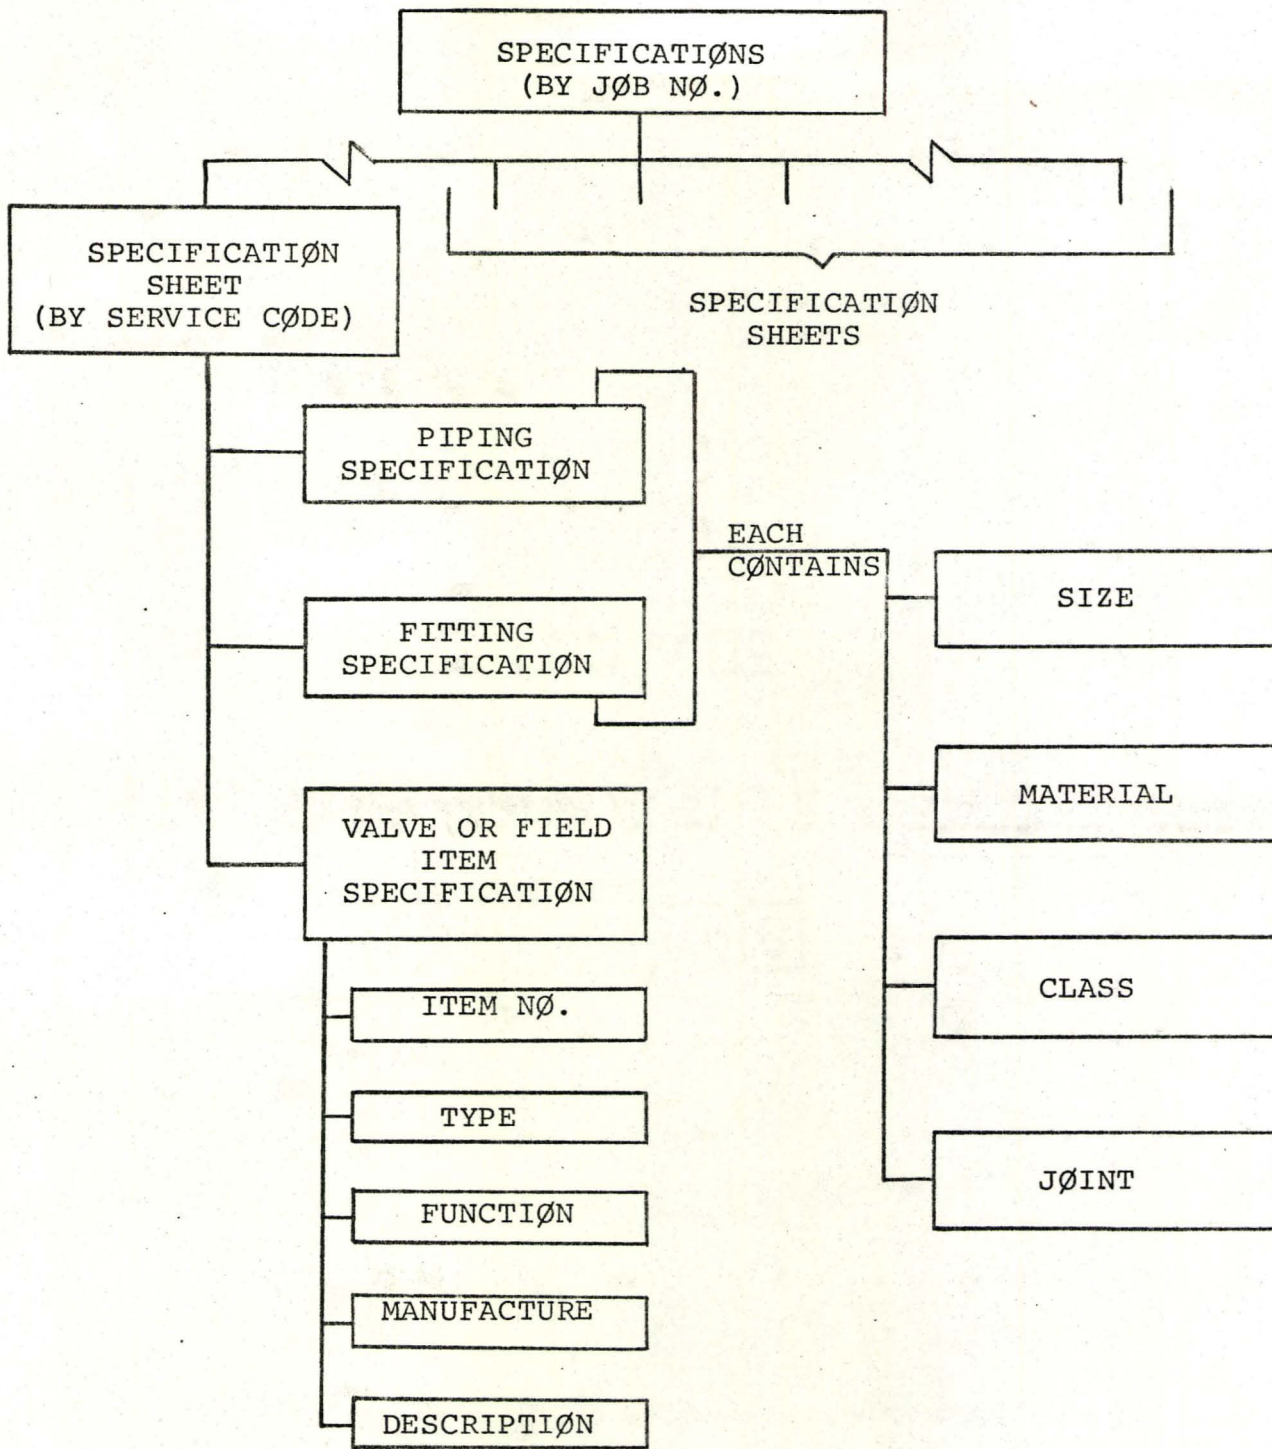 SPECIFICATIØNS
(BY JØB NØ.)
SPECIFICATIØN
SHEET
(BY SERVICE CØDE)
SPECIFICATIØN
SHEETS
PIPING
SPECIFICATIØN
FITTING
SPECIFICATIØN
EACH
CØNTAINS
VALVE OR FIELD
ITEM
SPECIFICATIØN
ITEM NØ.
TYPE
FUNCTIØN
MANUFACTURE
DESCRIPTIØN
SIZE
MATERIAL
CLASS
JØINT